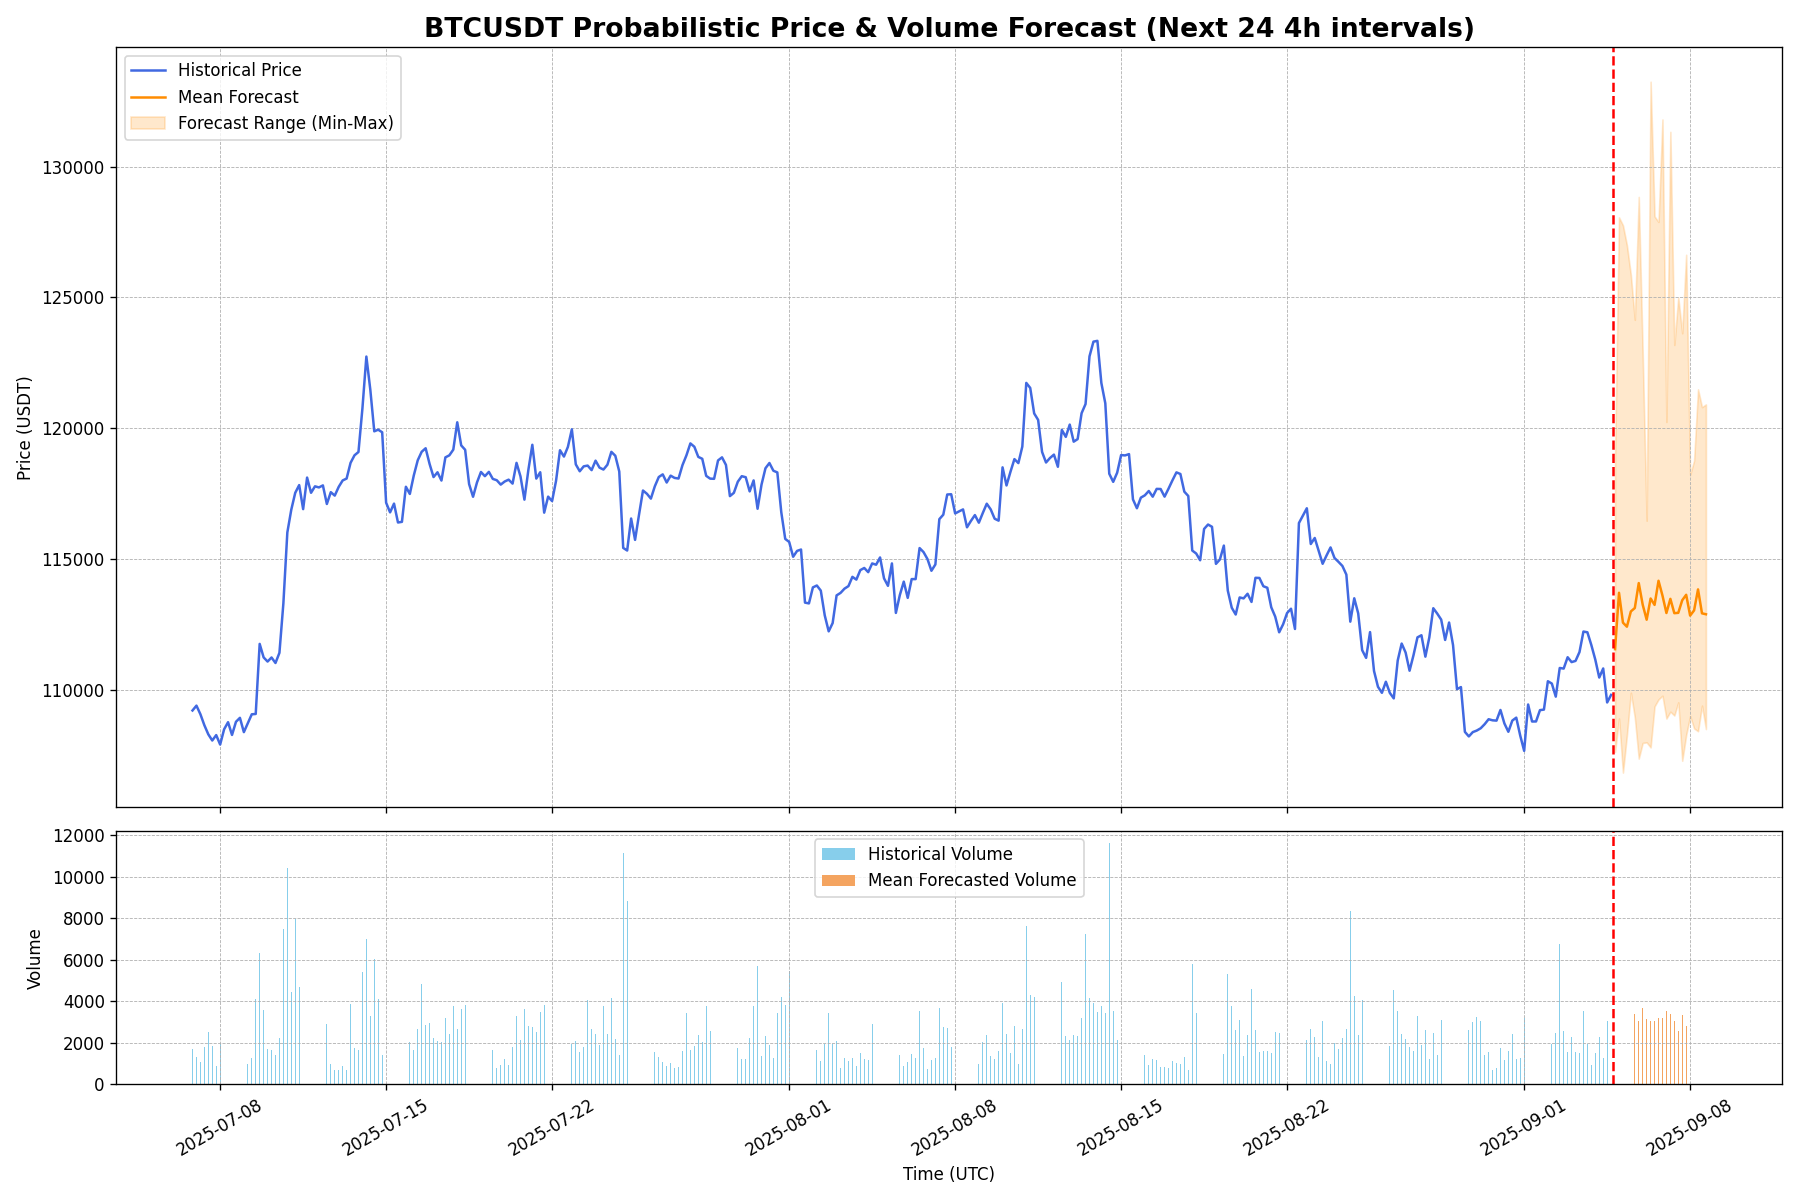 BTCUSDT Probabilistic Price & Volume Forecast (Next 24 4h intervals)
Historical Price
Mean Forecast
Forecast Range (Min-Max)
Price (USDT)
130000
125000
120000
115000
110000
Historical Volume
Mean Forecasted Volume
Volume
12000
10000
8000
6000
4000
2000
0
2025-07-08
2025-07-15
2025-07-22
2025-08-01
2025-08-08
2025-08-15
2025-08-22
2025-09-01
2025-09-08
Time (UTC)